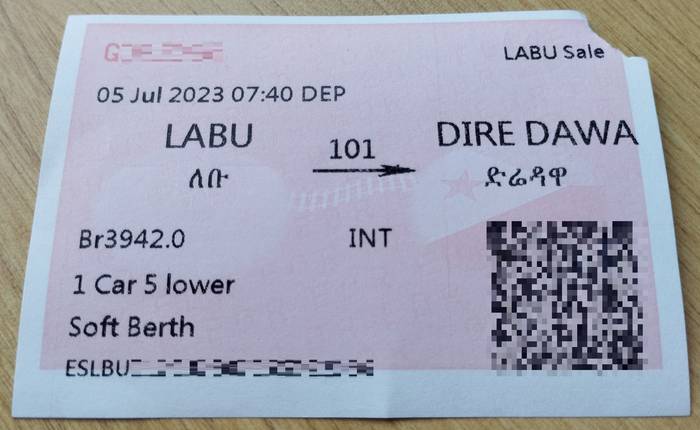 G
LABU Sale
05 Jul 2023 07:40 DEP
LABU 101 DIRE DAWA
ለቡ ድሬዳዋ
Br3942.0 INT
1 Car 5 lower
Soft Berth
ESLBU